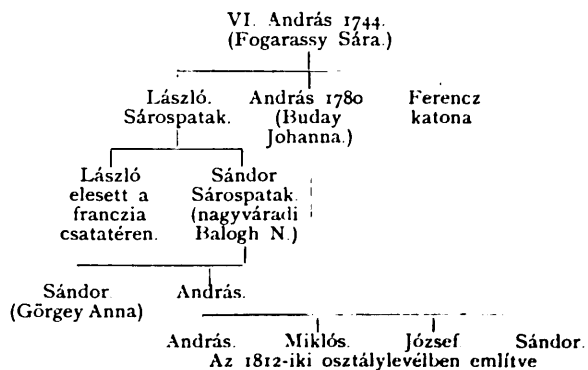 VI. András 1744.
(Fogarassy Sára.)
László. András 1780 Ferencz
Sárospatak. (Buday katona
Johanna.)
László Sándor
elesett a Sárospatak.
franczia (nagyváradi
csatatéren. Balogh N.)
Sándor András.
(Görgey Anna)
András. Miklós. József Sándor.
Az 1812-iki osztálylevélben említve